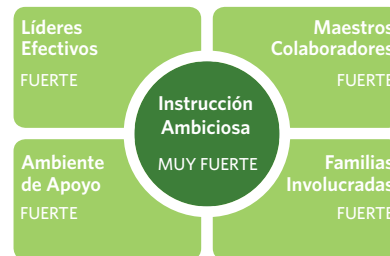 Líderes
Efectivos
FUERTE
Maestros
Colaboradores
FUERTE
Instrucción
Ambiciosa
MUY FUERTE
Ambiente
de Apoyo
FUERTE
Familias
Involucradas
FUERTE